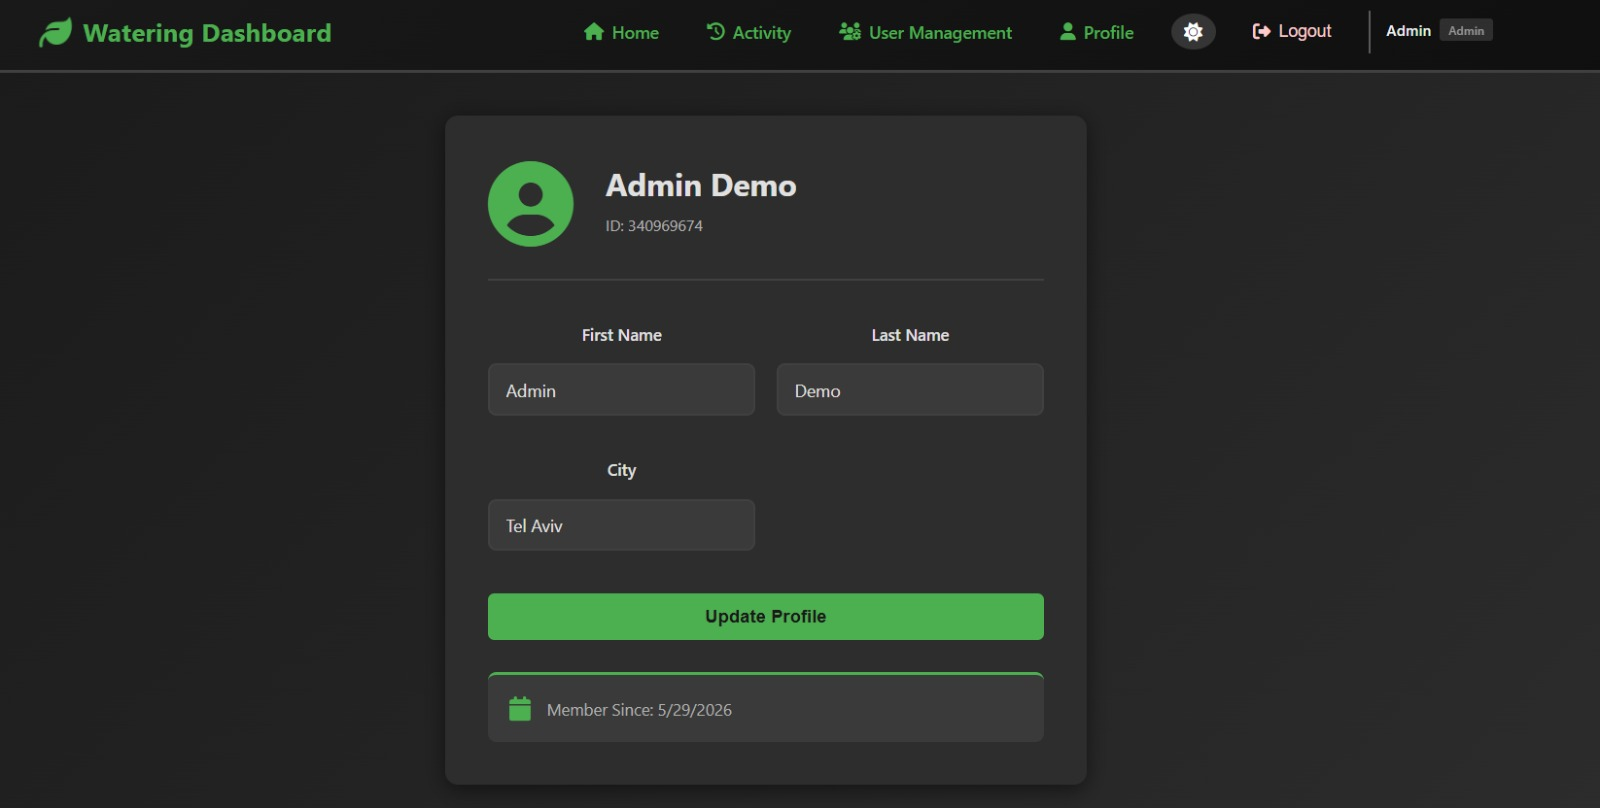 Watering Dashboard
Home Activity User Management Profile Logout Admin Admin
Admin Demo
ID: 340969674
First Name Last Name
Admin Demo
City
Tel Aviv
Update Profile
Member Since: 5/29/2026